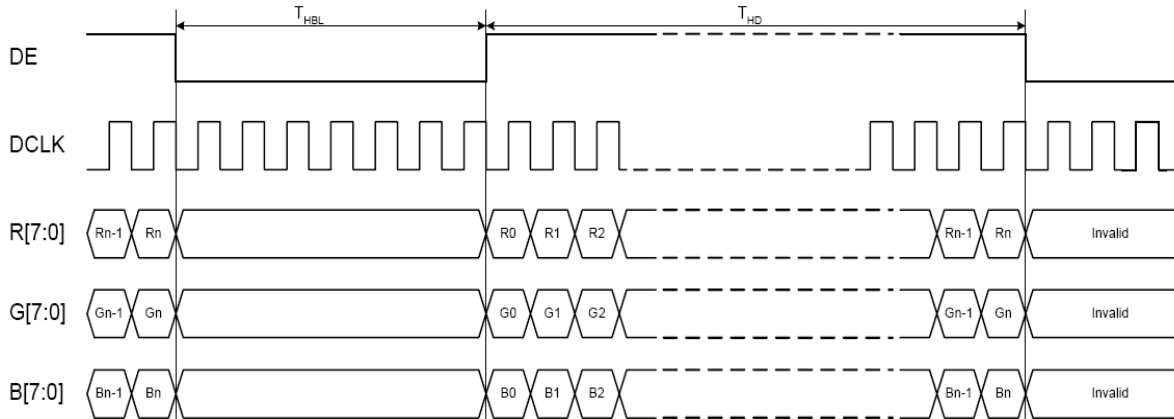 T_HBL T_HD
DE
DCLK
R[7:0] Rn-1 Rn R0 R1 R2 Rn-1 Rn Invalid
G[7:0] Gn-1 Gn G0 G1 G2 Gn-1 Gn Invalid
B[7:0] Bn-1 Bn B0 B1 B2 Bn-1 Bn Invalid